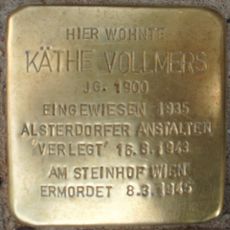 HIER WOHNTE
KÄTHE VOLLMERS
JG. 1900
EINGEWIESEN 1935
ALSTERDORFER ANSTALTEN
"VERLEGT" 16.8.1943
AM STEINHOF WIEN
ERMORDET 8.3.1945